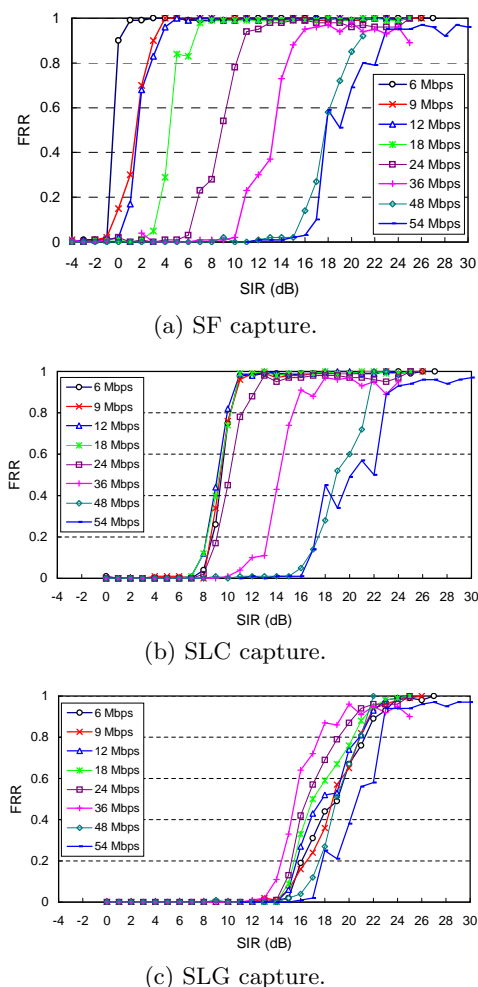 1
0.8
0.6
0.4
0.2
0
FRR
-4 -2 0 2 4 6 8 10 12 14 16 18 20 22 24 26 28 30
SIR (dB)
6 Mbps
9 Mbps
12 Mbps
18 Mbps
24 Mbps
36 Mbps
48 Mbps
54 Mbps
(a) SF capture.
1
0.8
0.6
0.4
0.2
0
FRR
-4 -2 0 2 4 6 8 10 12 14 16 18 20 22 24 26 28 30
SIR (dB)
6 Mbps
9 Mbps
12 Mbps
18 Mbps
24 Mbps
36 Mbps
48 Mbps
54 Mbps
(b) SLC capture.
1
0.8
0.6
0.4
0.2
0
FRR
-4 -2 0 2 4 6 8 10 12 14 16 18 20 22 24 26 28 30
SIR (dB)
6 Mbps
9 Mbps
12 Mbps
18 Mbps
24 Mbps
36 Mbps
48 Mbps
54 Mbps
(c) SLG capture.